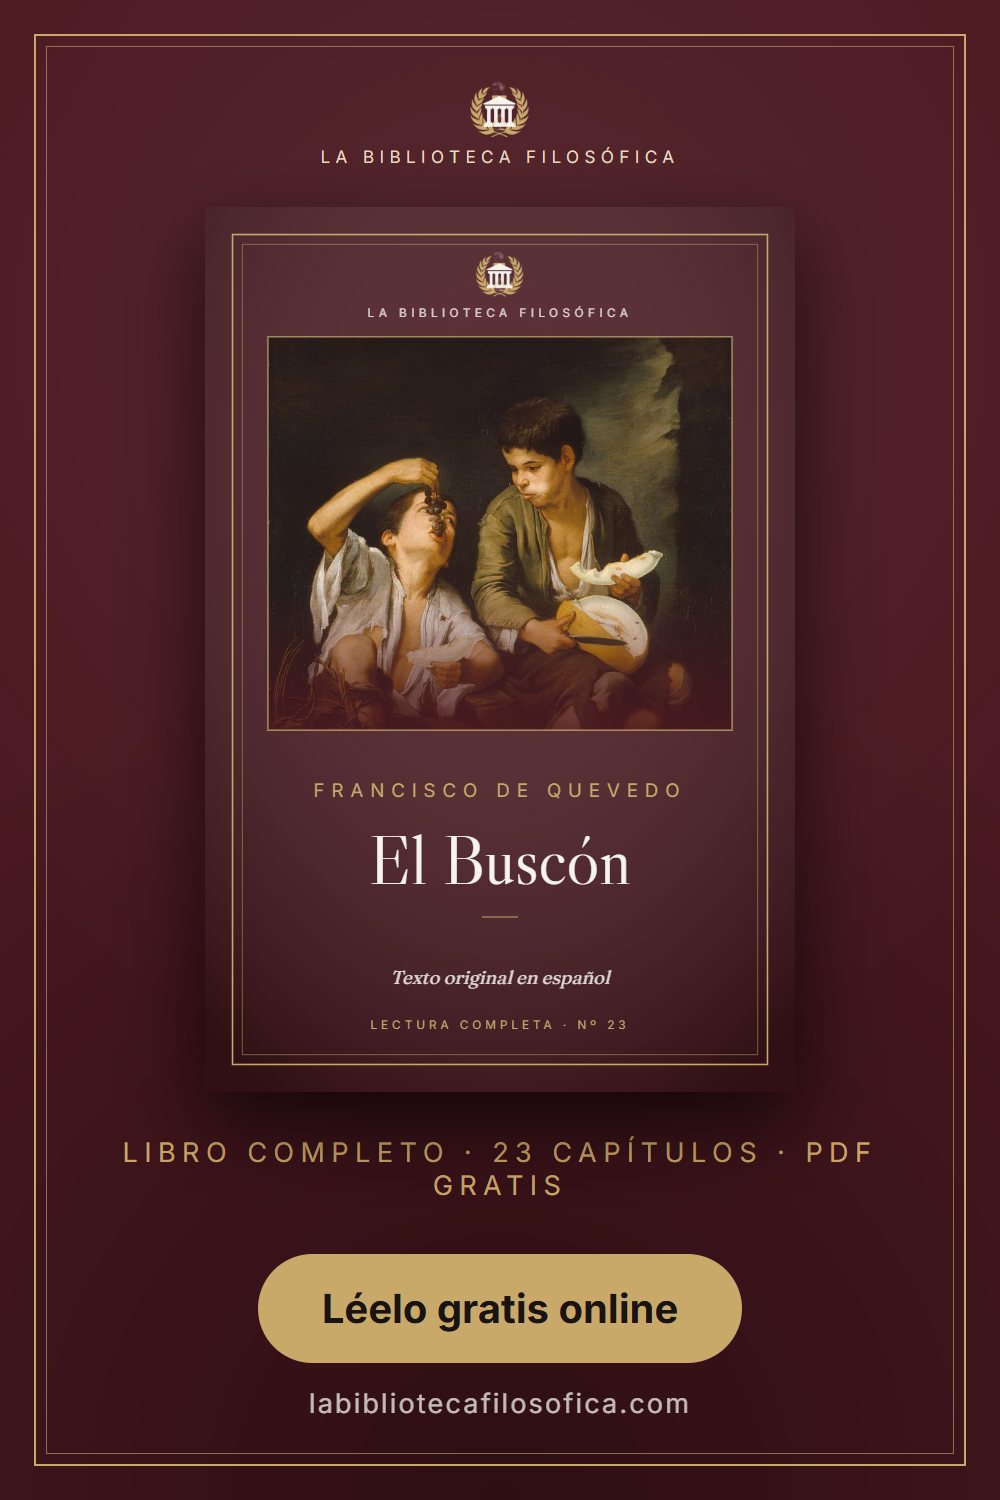 LA BIBLIOTECA FILOSÓFICA
LA BIBLIOTECA FILOSÓFICA
FRANCISCO DE QUEVEDO
El Buscón
Texto original en español
LECTURA COMPLETA · Nº 23
LIBRO COMPLETO · 23 CAPÍTULOS · PDF
GRATIS
Léelo gratis online
labibliotecafilosofica.com